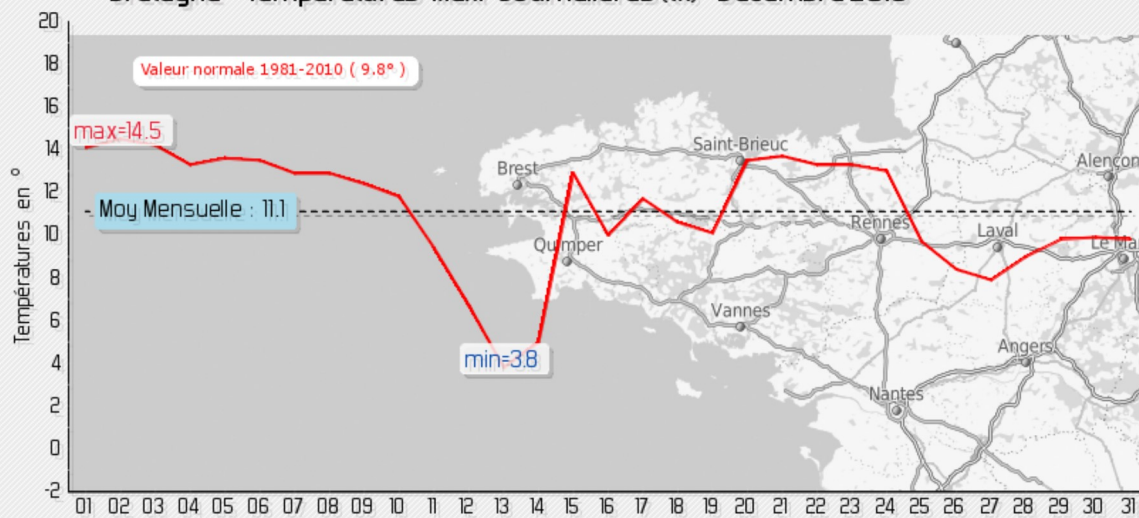 20
18
Valeur normale 1981-2010 ( 9.8° )
16
max=14.5
14
Saint-Brieuc
Brest
Alençon
12
Moy Mensuelle : 11.1
Températures en °
10
Rennes
Laval
Quimper
Le Ma
8
6
Vannes
min=3.8
4
Angers
2
Nantes
0
-2
01 02 03 04 05 06 07 08 09 10 11 12 13 14 15 16 17 18 19 20 21 22 23 24 25 26 27 28 29 30 31